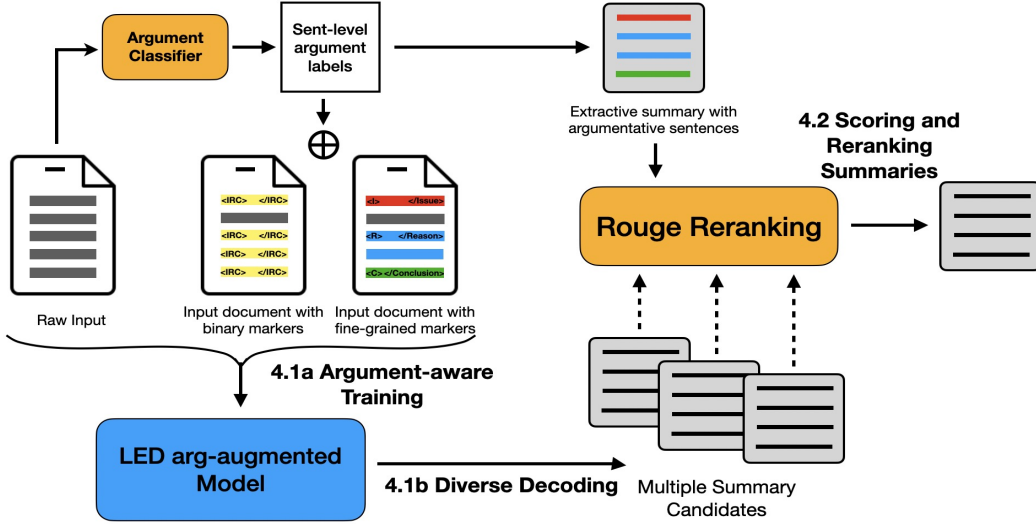 Argument
Classifier
Sent-level
argument
labels
Extractive summary with
argumentative sentences
4.2 Scoring and
Reranking
Summaries
<IRC> </IRC>
<IRC> </IRC>
<IRC> </IRC>
<IRC> </IRC>
<I> </Issue>
<R> </Reason>
<C> </Conclusion>
Rouge Reranking
Raw Input
Input document with
binary markers
Input document with
fine-grained markers
4.1a Argument-aware
Training
LED arg-augmented
Model
4.1b Diverse Decoding
Multiple Summary
Candidates